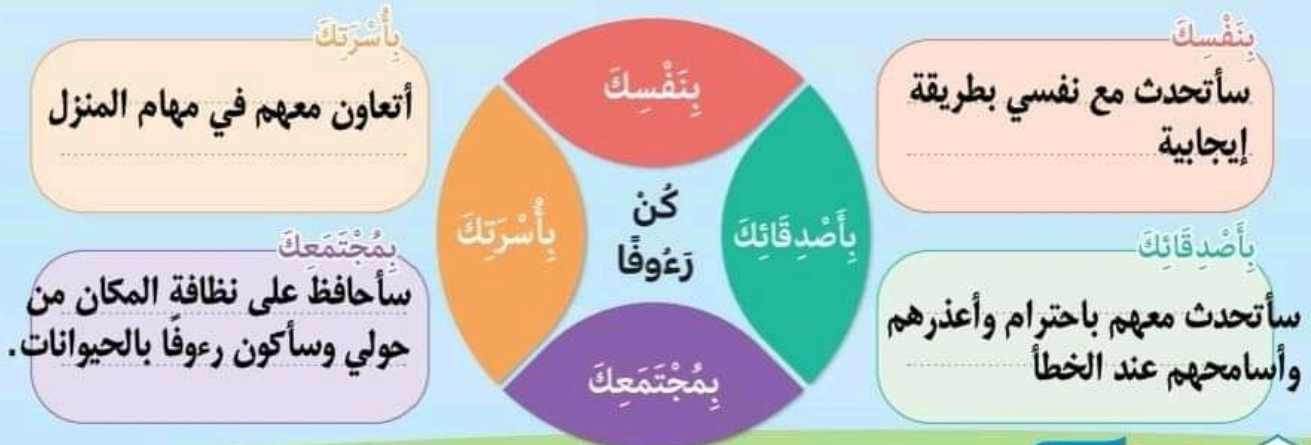 بِنَفْسِكَ
سأتحدث مع نفسي بطريقة
إيجابية
بِأَصْدِقَائِكَ
سأتحدث معهم باحترام وأعذرهم
وأسامحهم عند الخطأ
بِنَفْسِكَ
بِأَصْدِقَائِكَ
كُنْ
رَءُوفًا
بِأُسْرَتِكَ
بِمُجْتَمَعِكَ
بِأُسْرَتِكَ
أتعاون معهم في مهام المنزل
بِمُجْتَمَعِكَ
سأحافظ على نظافة المكان من
حولي وسأكون رءوفًا بالحيوانات.